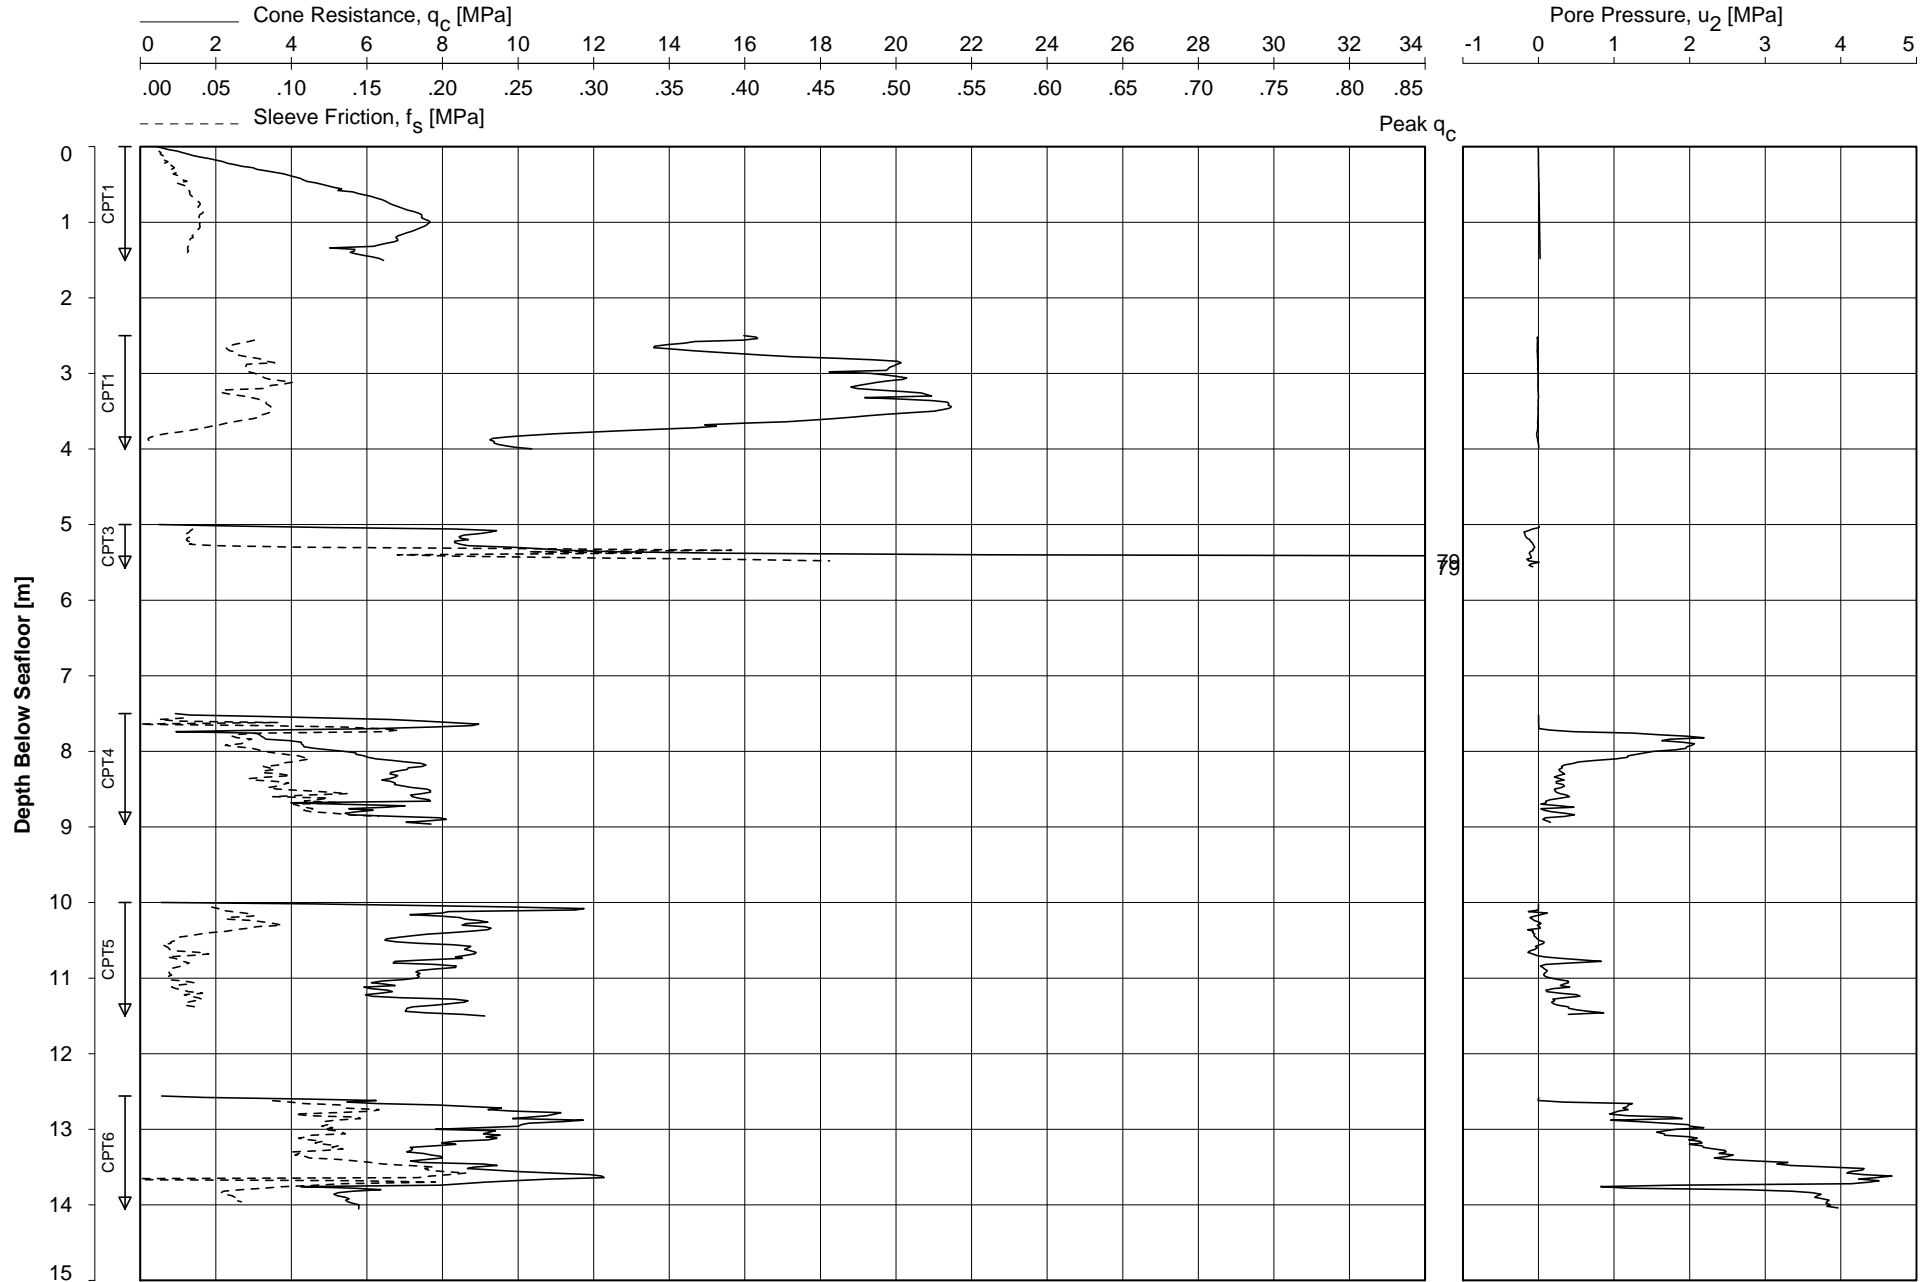 Cone Resistance, qc [MPa]
0 2 4 6 8 10 12 14 16 18 20 22 24 26 28 30 32 34
.00 .05 .10 .15 .20 .25 .30 .35 .40 .45 .50 .55 .60 .65 .70 .75 .80 .85
Sleeve Friction, fs [MPa]
Peak qc
Pore Pressure, u2 [MPa]
-1 0 1 2 3 4 5
Depth Below Seafloor [m]
0
1
2
3
4
5
6
7
8
9
10
11
12
13
14
15
CPT1
CPT1
CPT3
CPT4
CPT5
CPT6
79